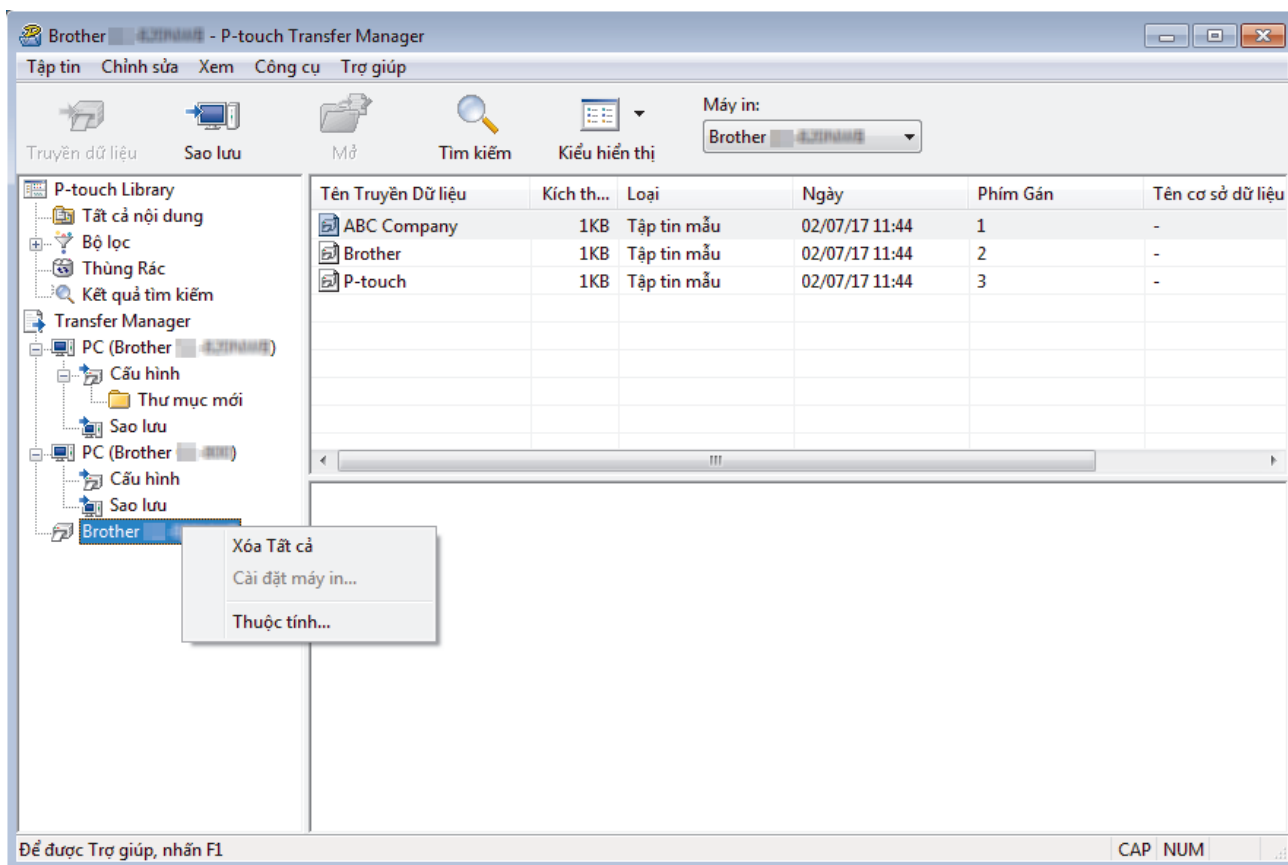 Brother - P-touch Transfer Manager
Tập tin Chỉnh sửa Xem Công cụ Trợ giúp
Truyền dữ liệu Sao lưu Mở Tìm kiếm Kiểu hiển thị
Máy in:
Brother
P-touch Library
Tất cả nội dung
Bộ lọc
Thùng Rác
Kết quả tìm kiếm
Transfer Manager
PC (Brother )
Cấu hình
Thư mục mới
Sao lưu
PC (Brother )
Cấu hình
Sao lưu
Brother
Xóa Tất cả
Cài đặt máy in...
Thuộc tính...
Tên Truyền Dữ liệu Kích th... Loại Ngày Phím Gán Tên cơ sở dữ liệu
ABC Company 1KB Tập tin mẫu 02/07/17 11:44 1 -
Brother 1KB Tập tin mẫu 02/07/17 11:44 2 -
P-touch 1KB Tập tin mẫu 02/07/17 11:44 3 -
Để được Trợ giúp, nhấn F1
CAP NUM